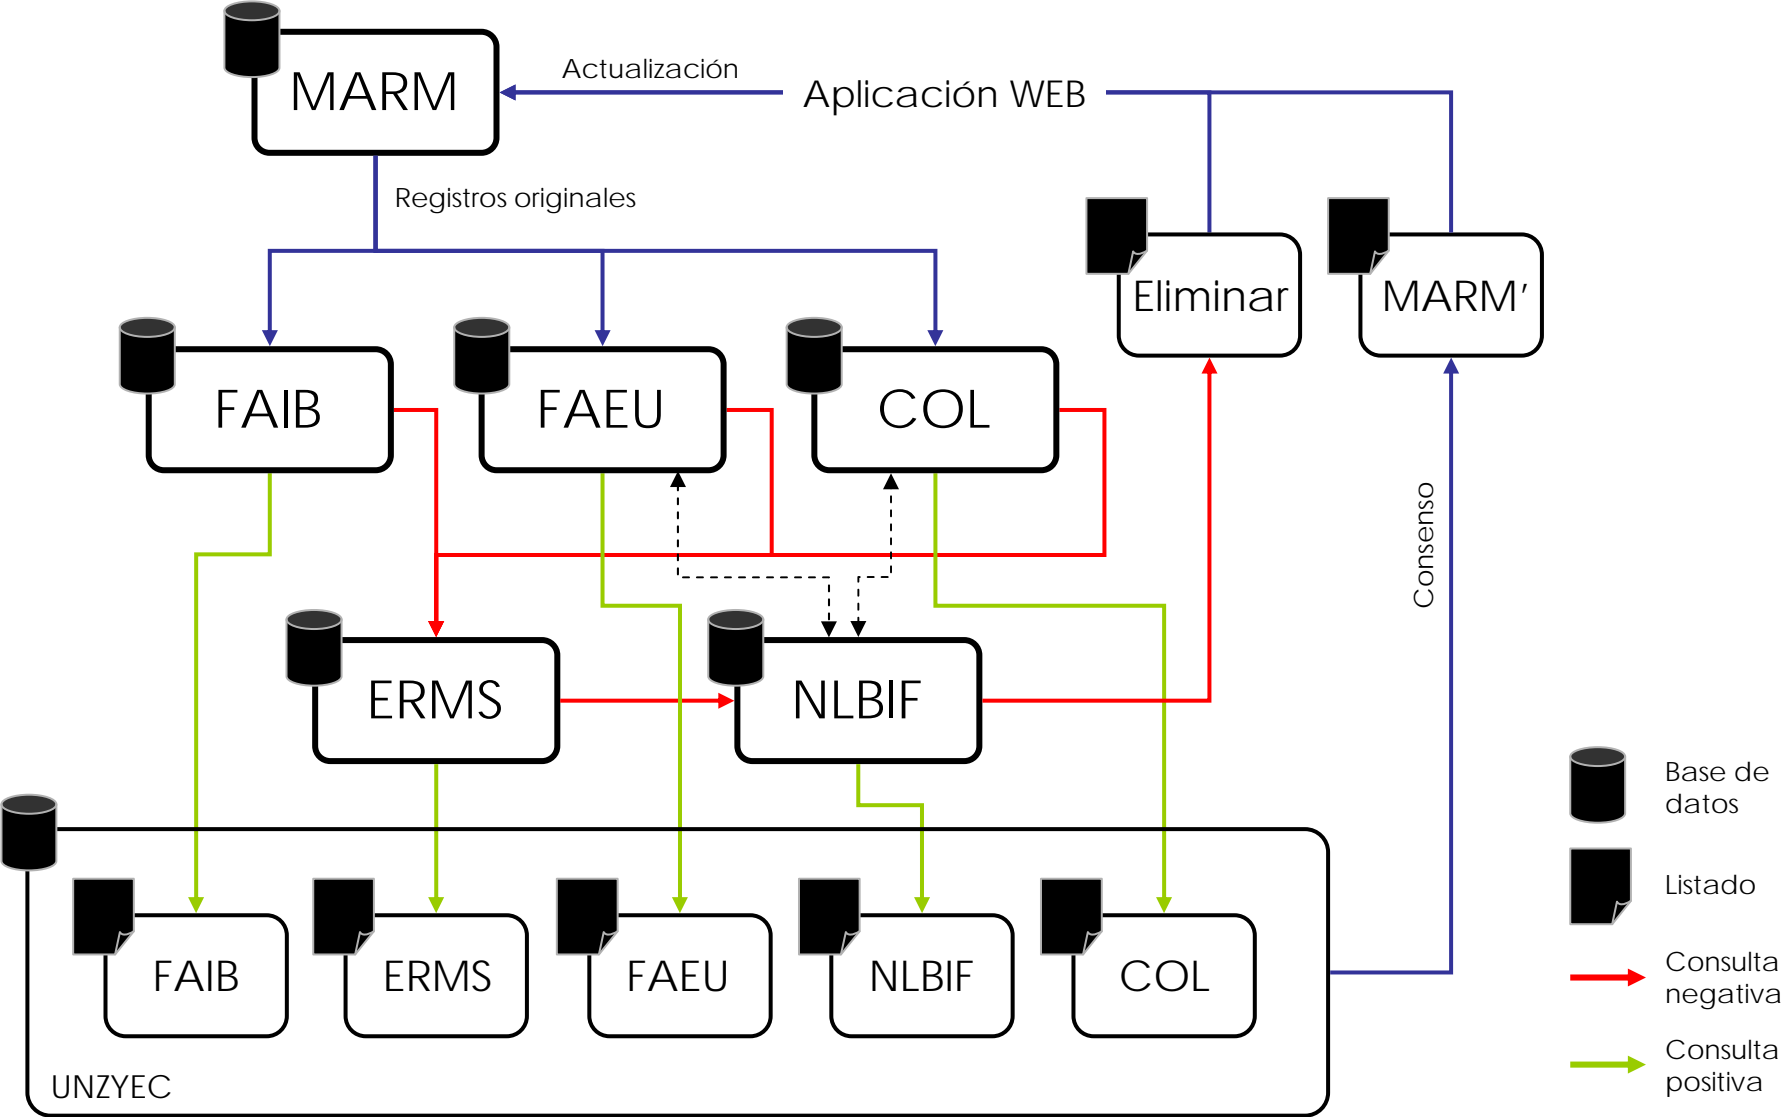 MARM
Actualización
Aplicación WEB
Registros originales
Eliminar
MARM’
FAIB
FAEU
COL
Consenso
ERMS
NLBIF
Base de
datos
Listado
Consulta
negativa
Consulta
positiva
FAIB
ERMS
FAEU
NLBIF
COL
UNZYEC